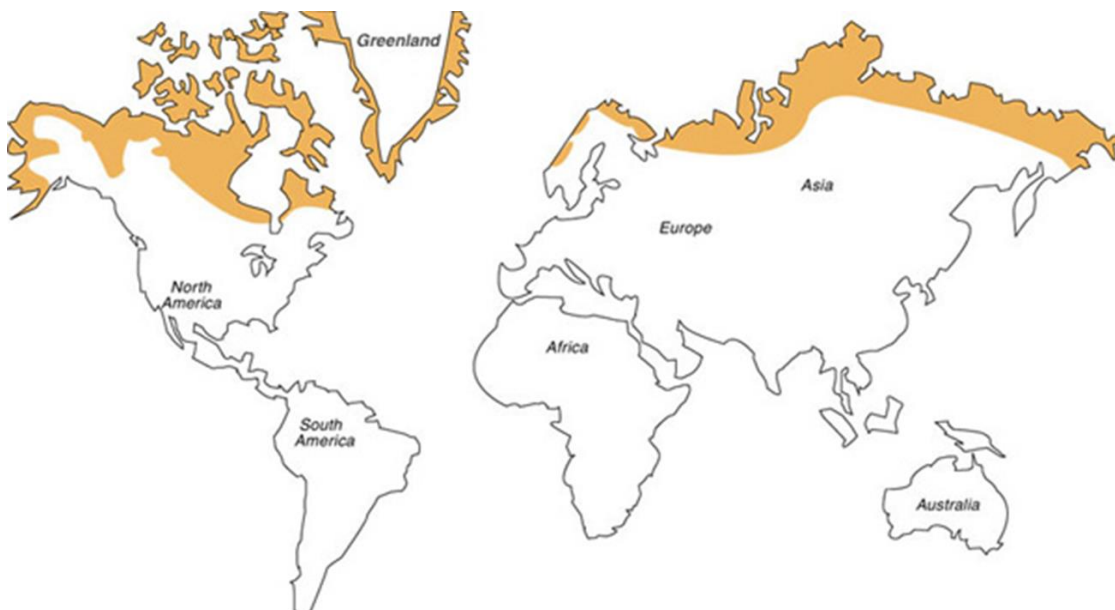 Greenland
Asia
Europe
North
America
Africa
South
America
Australia